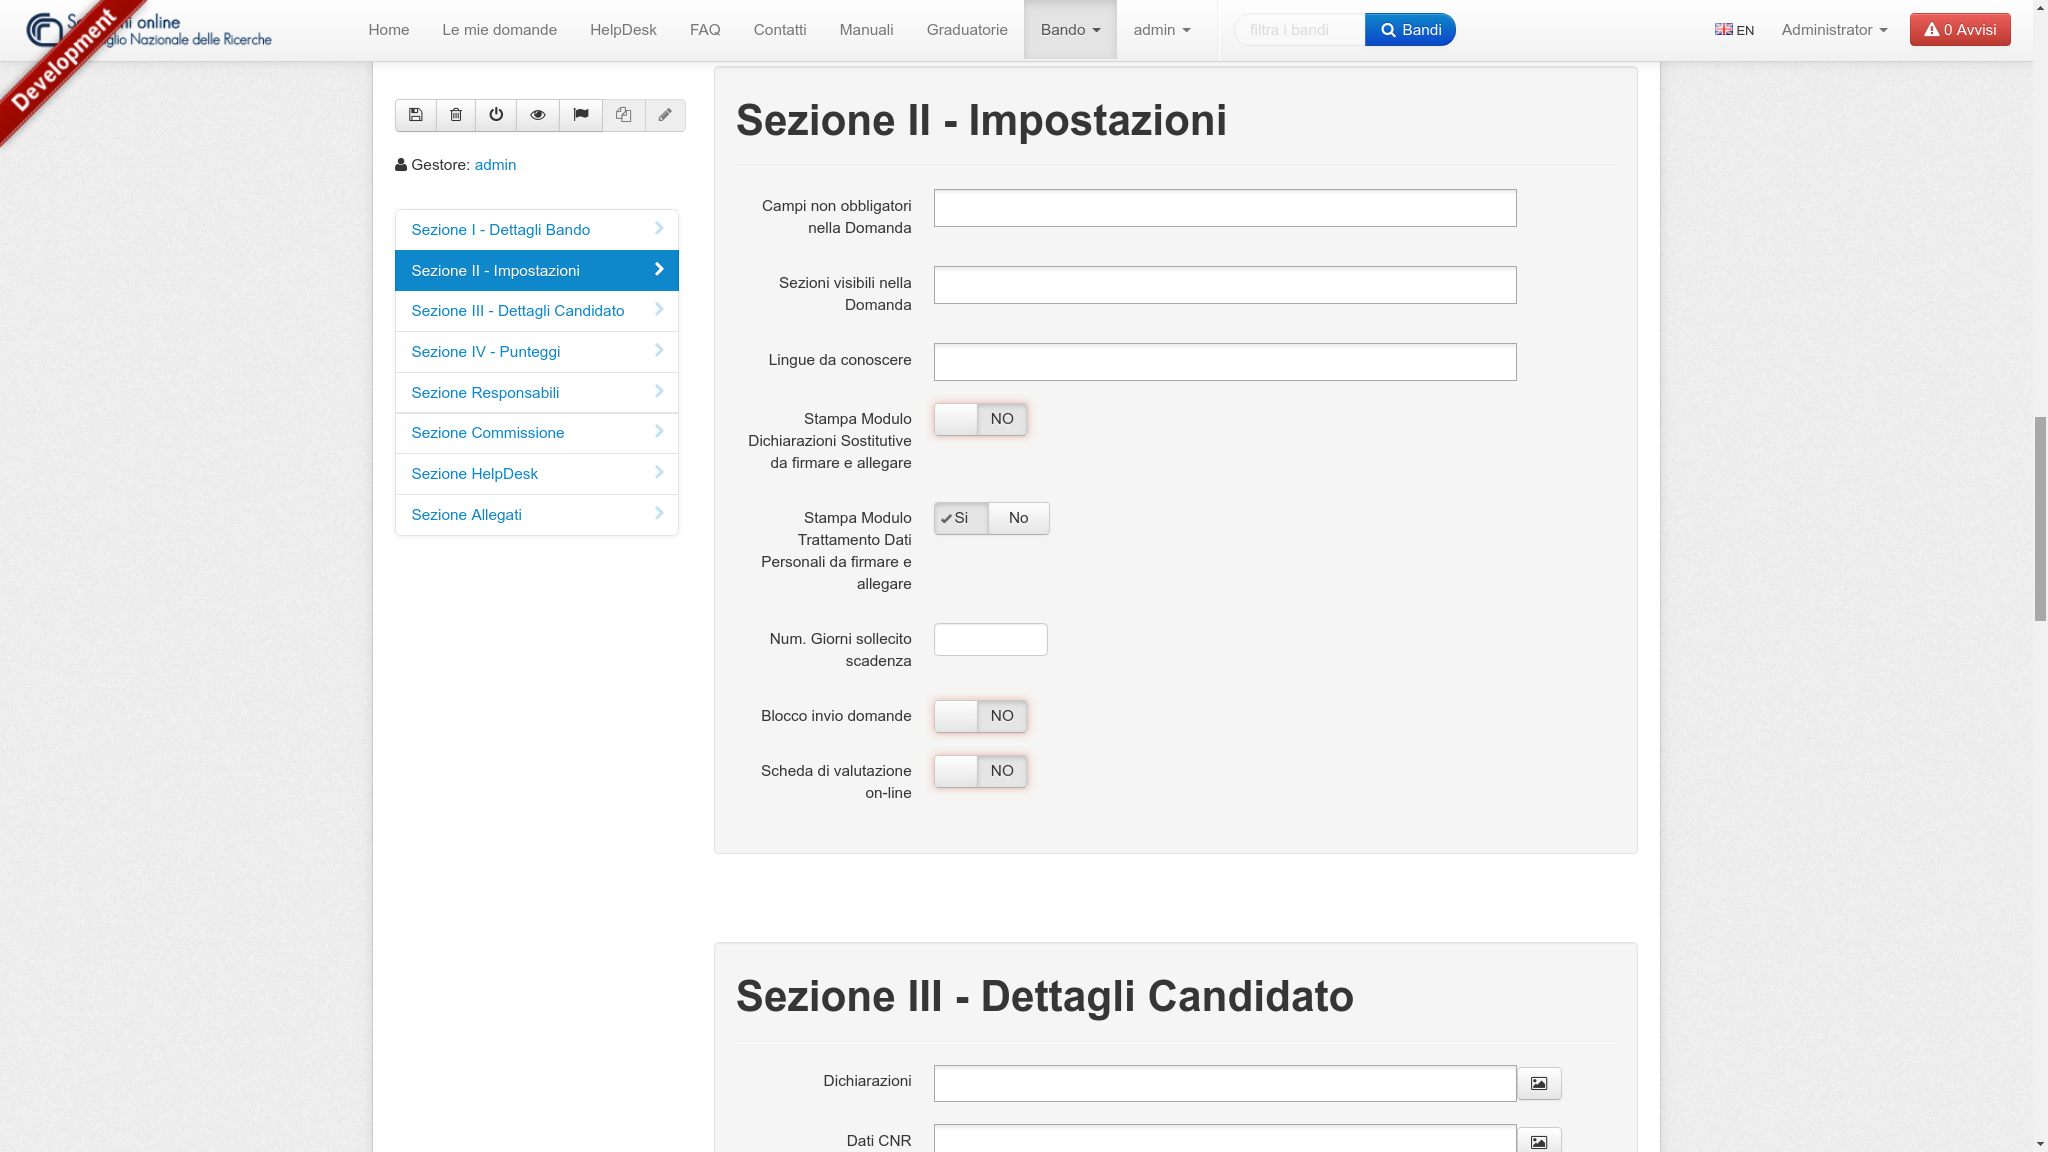 online
Nazionale delle Ricerche
Development
Home
Le mie domande
HelpDesk
FAQ
Contatti
Manuali
Graduatorie
Bando
admin
filtra i bandi
Bandi
EN
Administrator
0 Avvisi
Gestore: admin
Sezione I - Dettagli Bando
Sezione II - Impostazioni
Sezione III - Dettagli Candidato
Sezione IV - Punteggi
Sezione Responsabili
Sezione Commissione
Sezione HelpDesk
Sezione Allegati
Sezione II - Impostazioni
Campi non obbligatori
nella Domanda
Sezioni visibili nella
Domanda
Lingue da conoscere
Stampa Modulo
Dichiarazioni Sostitutive
da firmare e allegare
NO
Stampa Modulo
Trattamento Dati
Personali da firmare e
allegare
Si
No
Num. Giorni sollecito
scadenza
Blocco invio domande
NO
Scheda di valutazione
on-line
NO
Sezione III - Dettagli Candidato
Dichiarazioni
Dati CNR